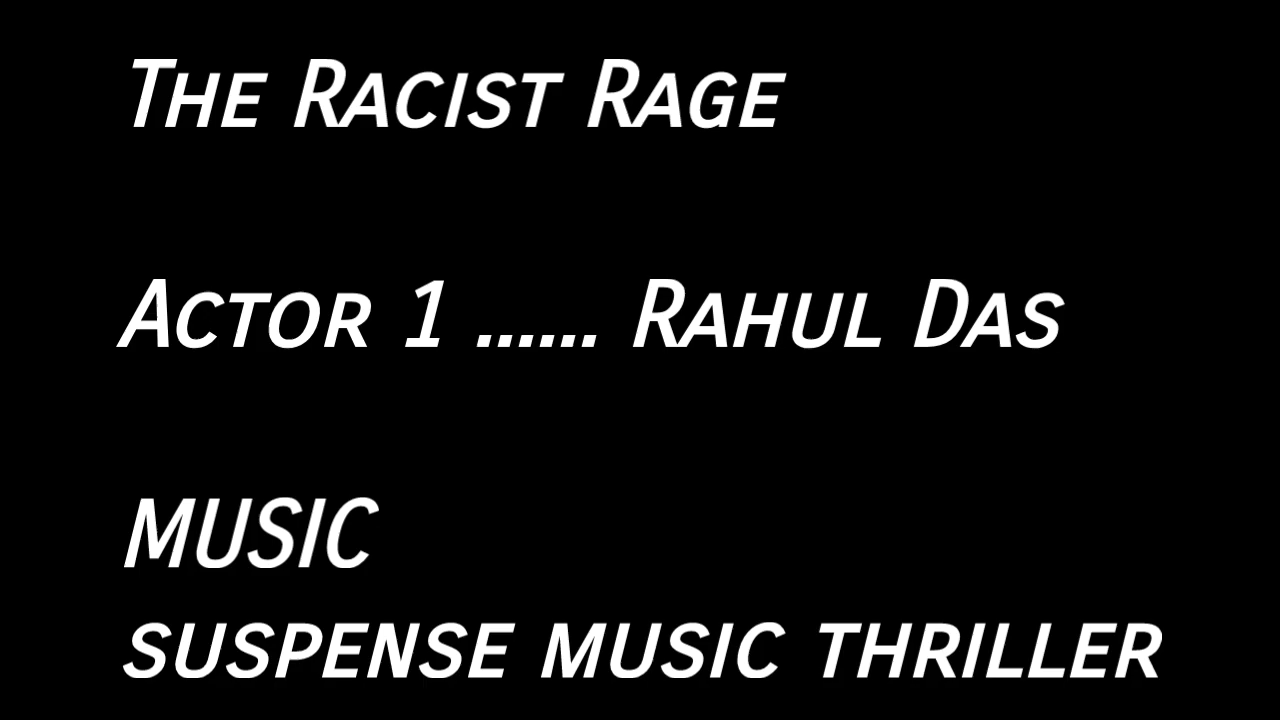 The Racist Rage
Actor 1 ...... Rahul Das
MUSIC
suspense music thriller